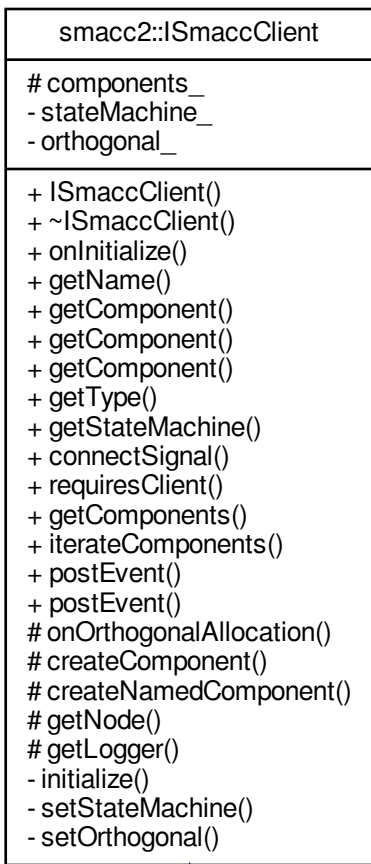 smacc2::ISmaccClient
# components_
- stateMachine_
- orthogonal_
+ ISmaccClient()
+ ~ISmaccClient()
+ onInitialize()
+ getName()
+ getComponent()
+ getComponent()
+ getComponent()
+ getType()
+ getStateMachine()
+ connectSignal()
+ requiresClient()
+ getComponents()
+ iterateComponents()
+ postEvent()
+ postEvent()
# onOrthogonalAllocation()
# createComponent()
# createNamedComponent()
# getNode()
# getLogger()
- initialize()
- setStateMachine()
- setOrthogonal()